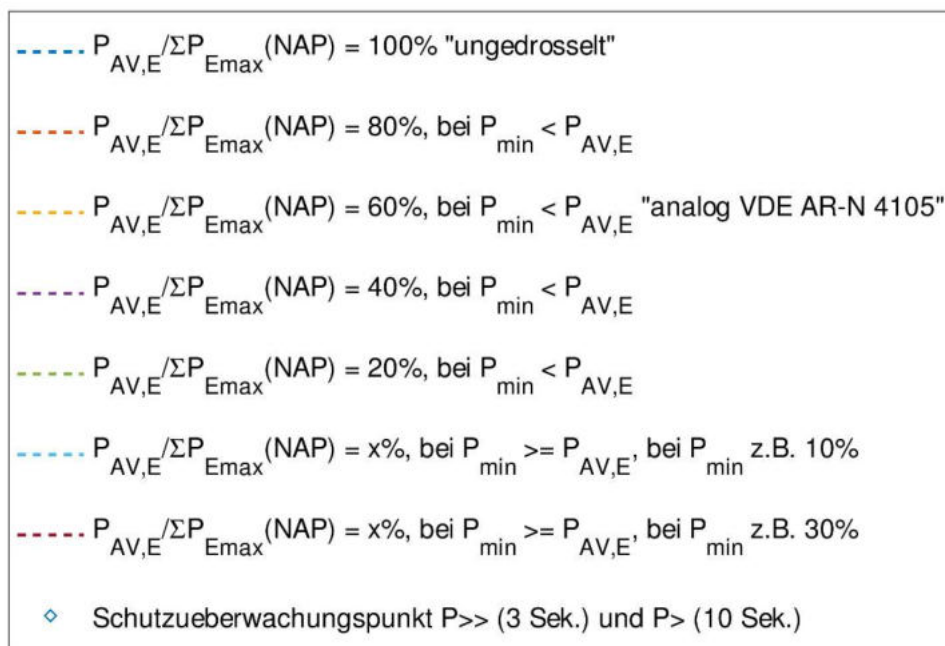 P_AV,E/ΣP_Emax(NAP) = 100% "ungedrosselt"
P_AV,E/ΣP_Emax(NAP) = 80%, bei P_min < P_AV,E
P_AV,E/ΣP_Emax(NAP) = 60%, bei P_min < P_AV,E "analog VDE AR-N 4105"
P_AV,E/ΣP_Emax(NAP) = 40%, bei P_min < P_AV,E
P_AV,E/ΣP_Emax(NAP) = 20%, bei P_min < P_AV,E
P_AV,E/ΣP_Emax(NAP) = x%, bei P_min >= P_AV,E, bei P_min z.B. 10%
P_AV,E/ΣP_Emax(NAP) = x%, bei P_min >= P_AV,E, bei P_min z.B. 30%
Schutzueberwachungspunkt P>> (3 Sek.) und P> (10 Sek.)